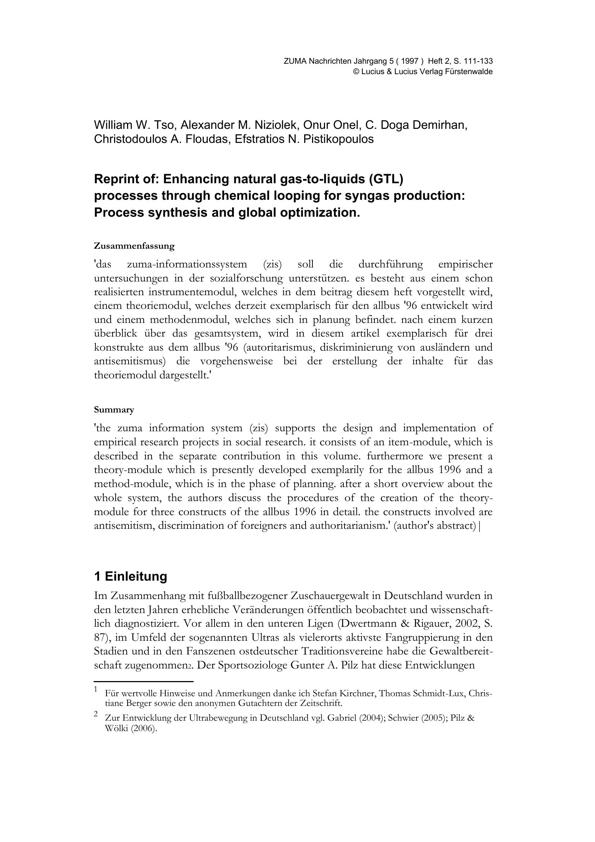 ZUMA Nachrichten Jahrgang 5 ( 1997 ) Heft 2, S. 111-133
© Lucius & Lucius Verlag Fürstenwalde
William W. Tso, Alexander M. Niziolek, Onur Onel, C. Doga Demirhan,
Christodoulos A. Floudas, Efstratios N. Pistikopoulos
Reprint of: Enhancing natural gas-to-liquids (GTL)
processes through chemical looping for syngas production:
Process synthesis and global optimization.
Zusammenfassung
'das zuma-informationssystem (zis) soll die durchführung empirischer
untersuchungen in der sozialforschung unterstützen. es besteht aus einem schon
realisierten instrumentemodul, welches in dem beitrag diesem heft vorgestellt wird,
einem theoriemodul, welches derzeit exemplarisch für den allbus '96 entwickelt wird
und einem methodenmodul, welches sich in planung befindet. nach einem kurzen
überblick über das gesamtsystem, wird in diesem artikel exemplarisch für drei
konstrukte aus dem allbus '96 (autoritarismus, diskriminierung von ausländern und
antisemitismus) die vorgehensweise bei der erstellung der inhalte für das
theoriemodul dargestellt.'
Summary
'the zuma information system (zis) supports the design and implementation of
empirical research projects in social research. it consists of an item-module, which is
described in the separate contribution in this volume. furthermore we present a
theory-module which is presently developed exemplarily for the allbus 1996 and a
method-module, which is in the phase of planning. after a short overview about the
whole system, the authors discuss the procedures of the creation of the theory-
module for three constructs of the allbus 1996 in detail. the constructs involved are
antisemitism, discrimination of foreigners and authoritarianism.' (author's abstract)|
1 Einleitung
Im Zusammenhang mit fußballbezogener Zuschauergewalt in Deutschland wurden in
den letzten Jahren erhebliche Veränderungen öffentlich beobachtet und wissenschaft-
lich diagnostiziert. Vor allem in den unteren Ligen (Dwertmann & Rigauer, 2002, S.
87), im Umfeld der sogenannten Ultras als vielerorts aktivste Fangruppierung in den
Stadien und in den Fanszenen ostdeutscher Traditionsvereine habe die Gewaltbereit-
schaft zugenommen2. Der Sportsoziologe Gunter A. Pilz hat diese Entwicklungen
1 Für wertvolle Hinweise und Anmerkungen danke ich Stefan Kirchner, Thomas Schmidt-Lux, Chris-
tiane Berger sowie den anonymen Gutachtern der Zeitschrift.
2 Zur Entwicklung der Ultrabewegung in Deutschland vgl. Gabriel (2004); Schwier (2005); Pilz &
Wölki (2006).